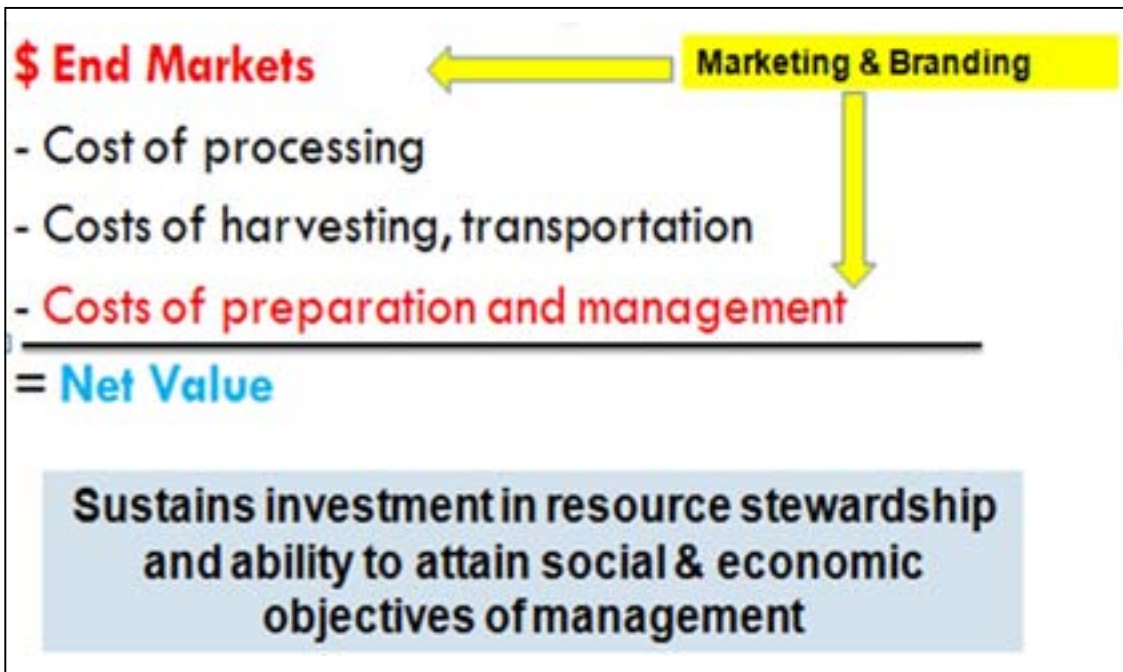 $ End Markets
Marketing & Branding
- Cost of processing
- Costs of harvesting, transportation
- Costs of preparation and management
= Net Value
Sustains investment in resource stewardship
and ability to attain social & economic
objectives of management